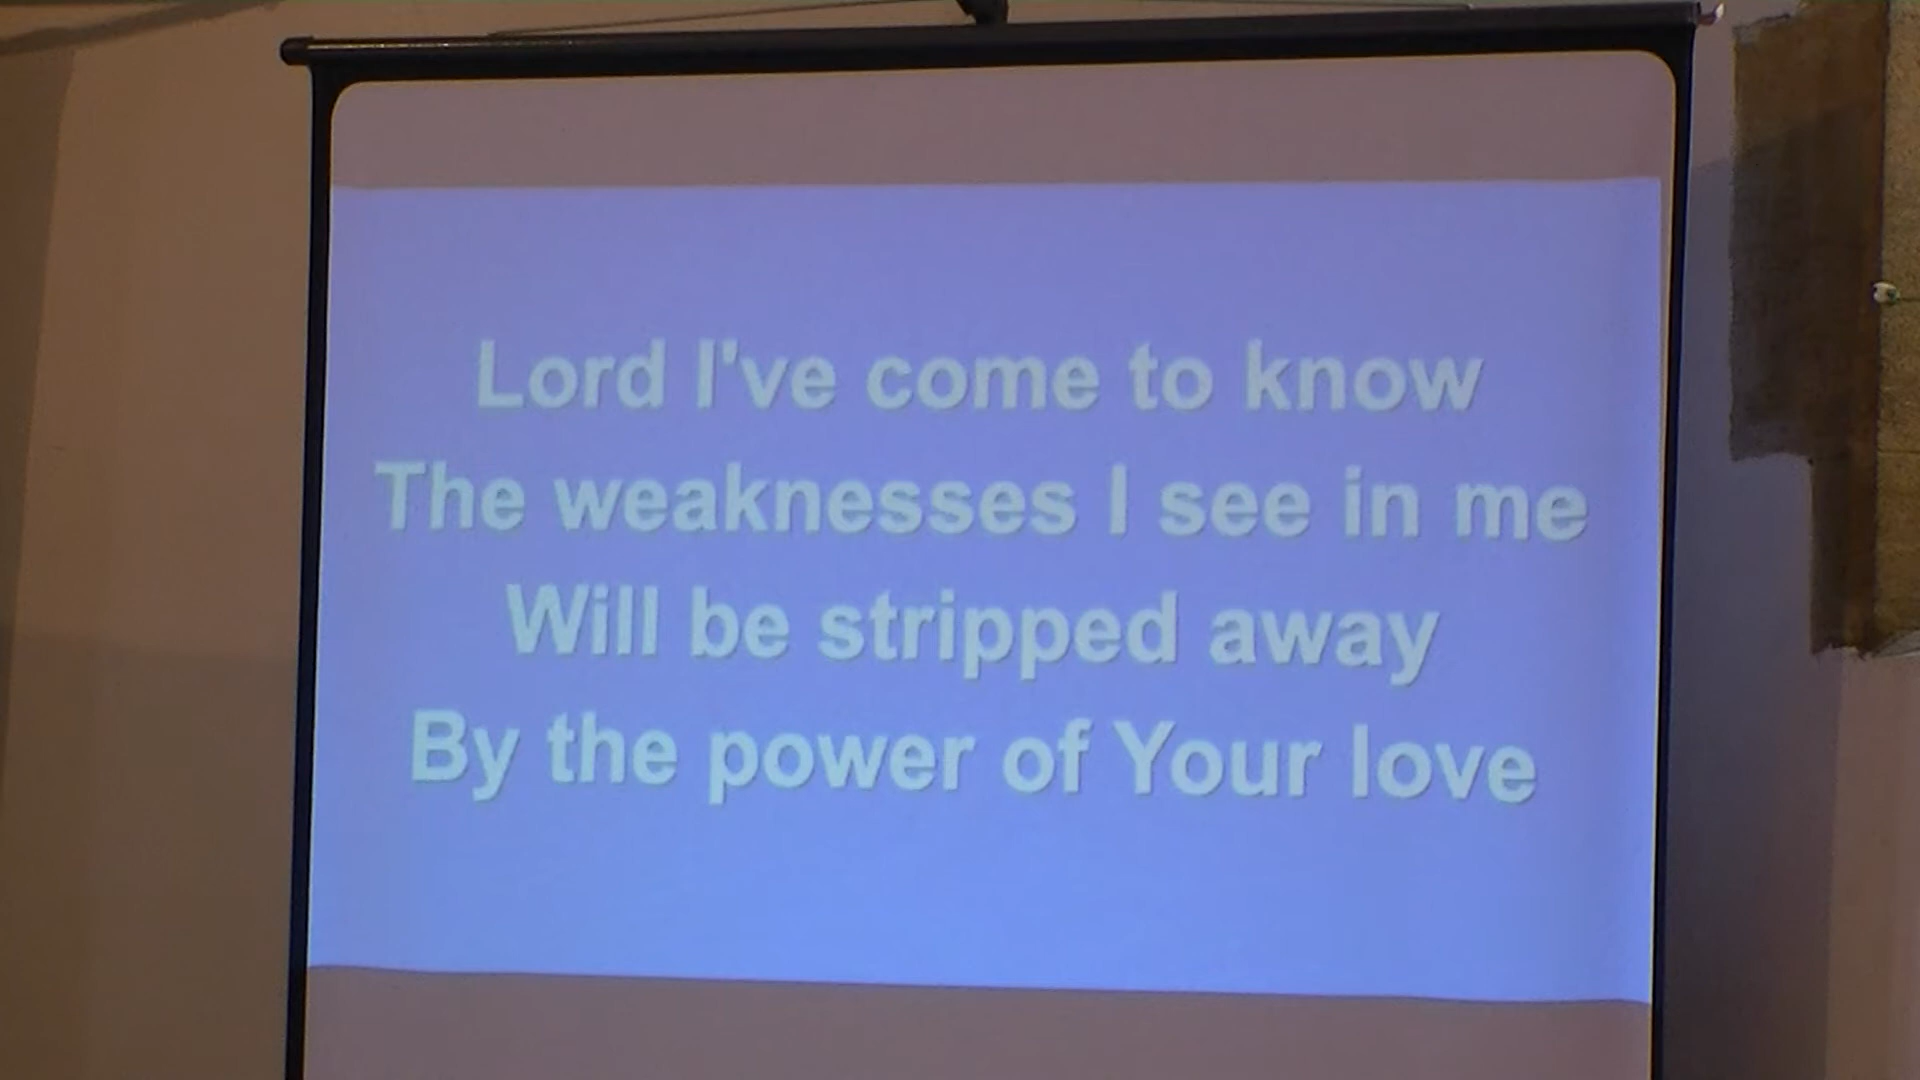 Lord I've come to know
The weaknesses I see in me
Will be stripped away
By the power of Your love